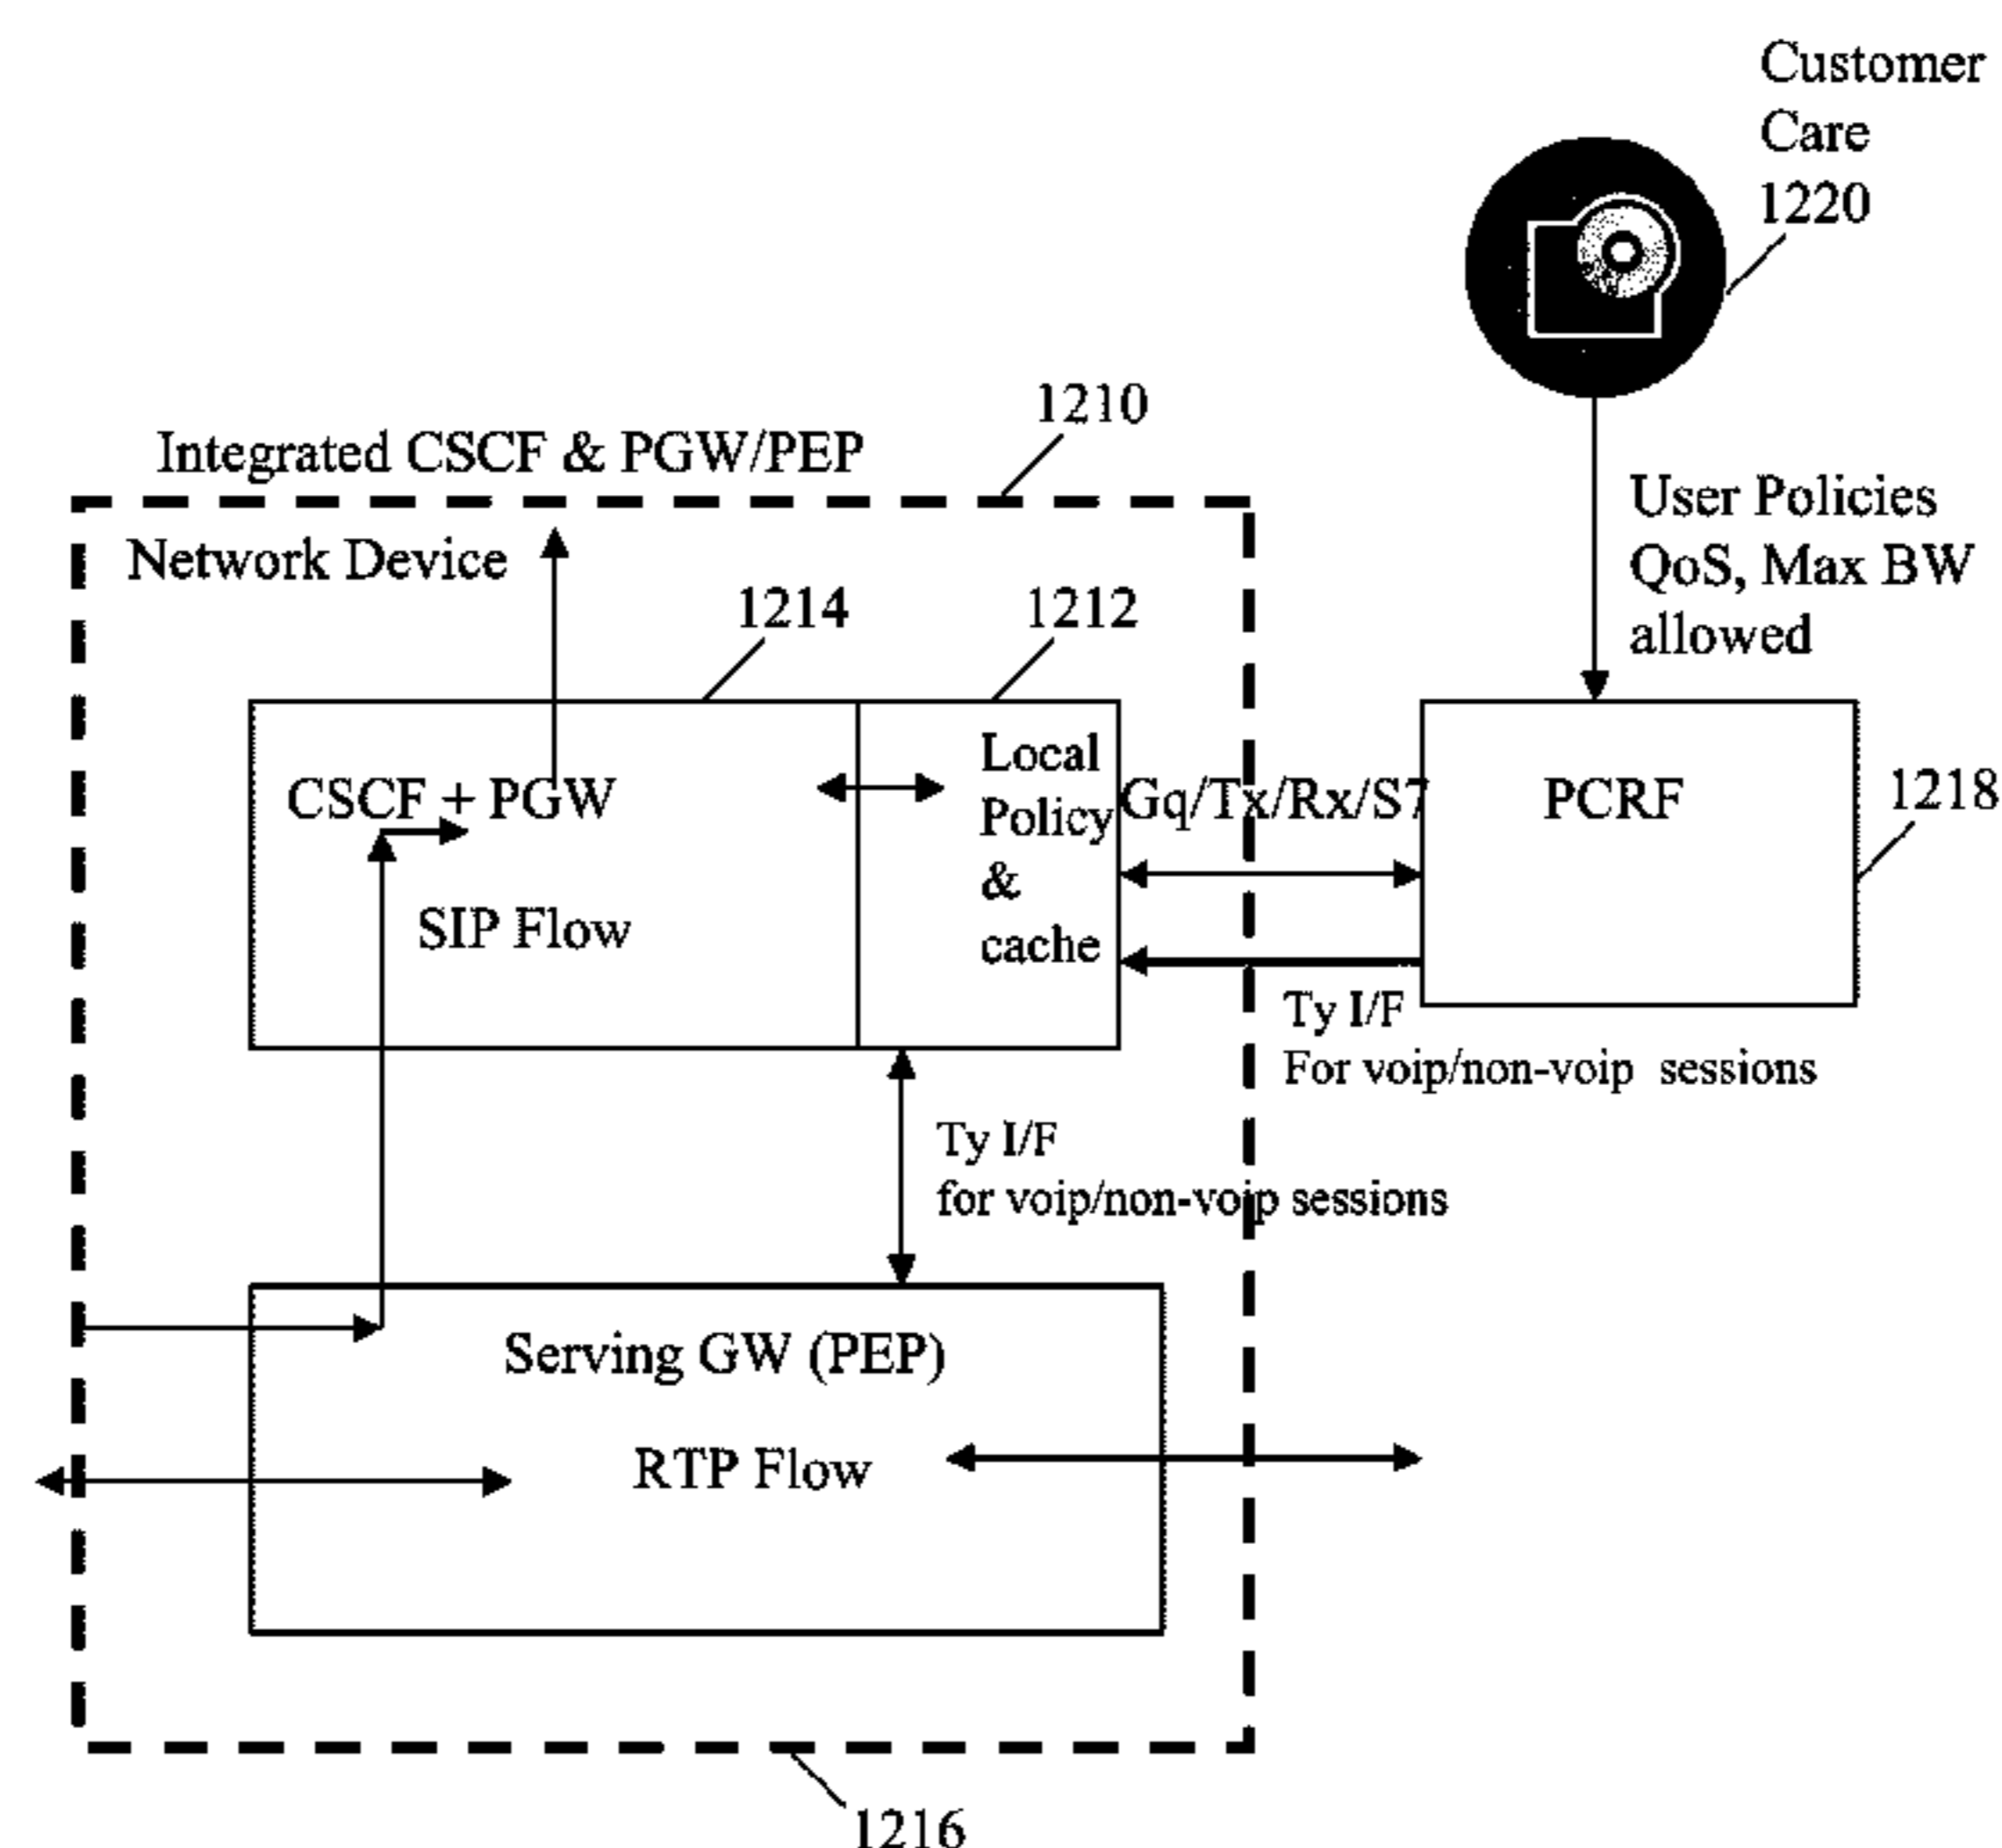 Customer
Care
1220
1210
Integrated CSCF & PGW/PEP
User Policies
QoS, Max BW
allowed
Network Device
1214
1212
CSCF + PGW
SIP Flow
Local
Policy
&
cache
Gq/Tx/Rx/S7
PCRF
1218
Ty I/F
For voip/non-voip sessions
Ty I/F
for voip/non-voip sessions
Serving GW (PEP)
RTP Flow
1216